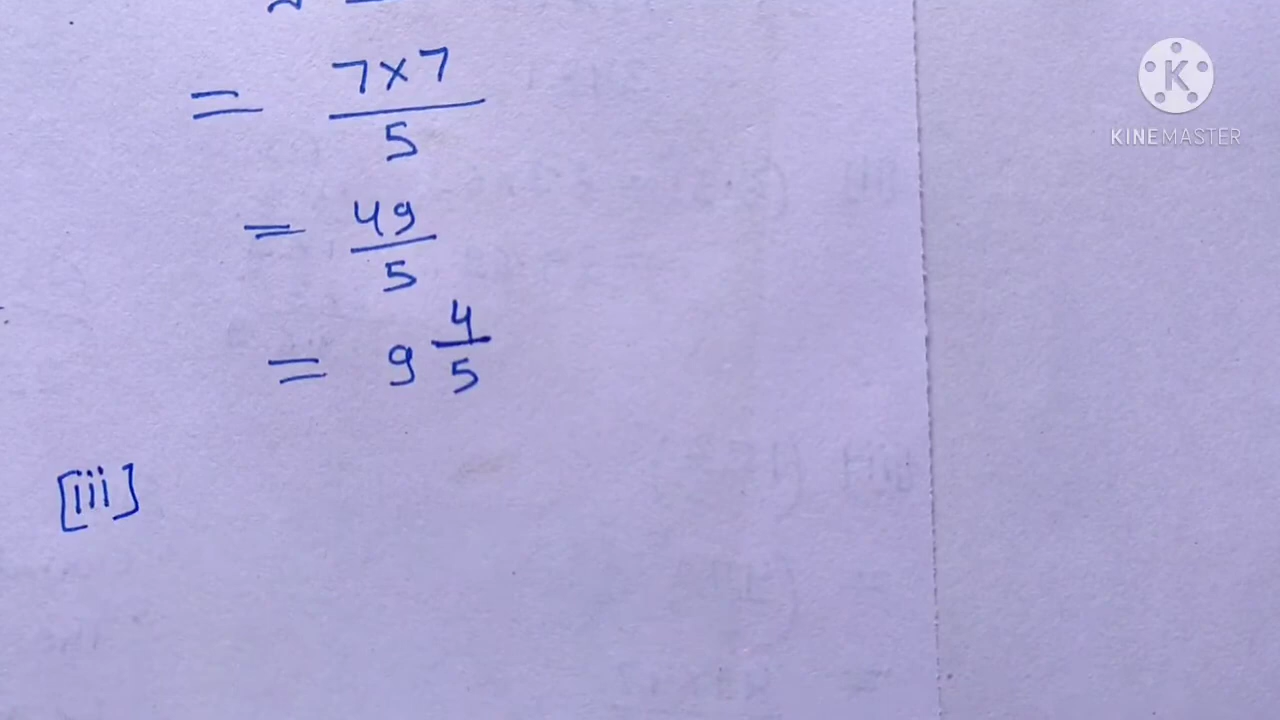 = 7×7/5
= 49/5
= 9 4/5
[iii]
K
KINEMASTER